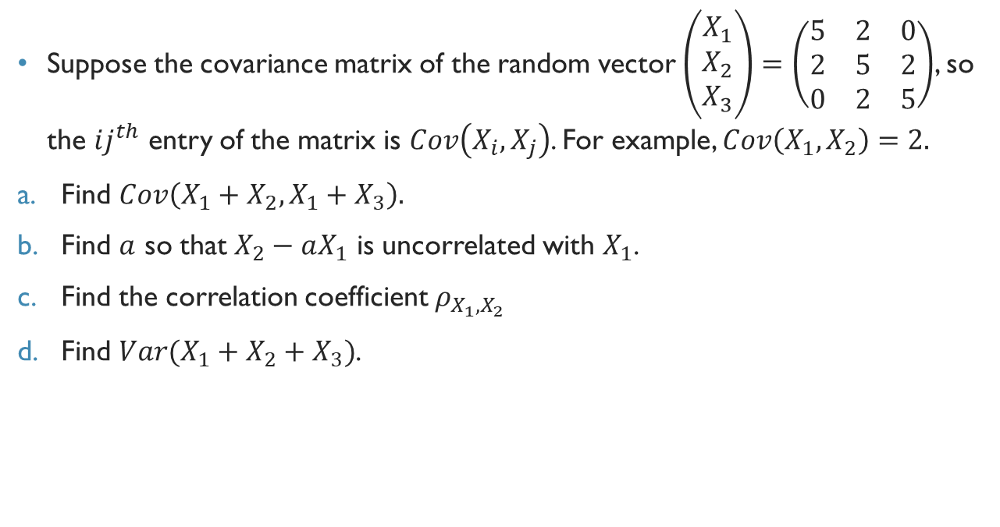 • Suppose the covariance matrix of the random vector $\begin{pmatrix} X_1 \\ X_2 \\ X_3 \end{pmatrix} = \begin{pmatrix} 5 & 2 & 0 \\ 2 & 5 & 2 \\ 0 & 2 & 5 \end{pmatrix}$, so
the $ij^{th}$ entry of the matrix is $Cov(X_i, X_j)$. For example, $Cov(X_1, X_2) = 2$.
a. Find $Cov(X_1 + X_2, X_1 + X_3)$.
b. Find $a$ so that $X_2 - aX_1$ is uncorrelated with $X_1$.
c. Find the correlation coefficient $\rho_{X_1,X_2}$
d. Find $Var(X_1 + X_2 + X_3)$.